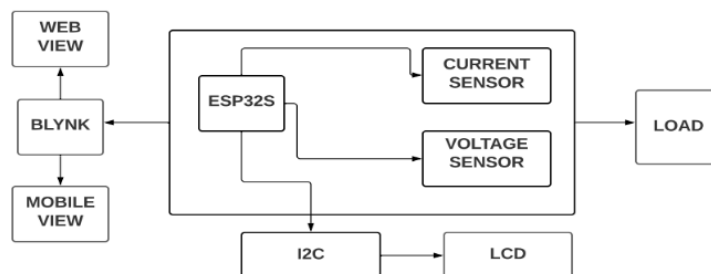 WEB
VIEW
BLYNK
MOBILE
VIEW
ESP32S
CURRENT
SENSOR
VOLTAGE
SENSOR
LOAD
I2C
LCD